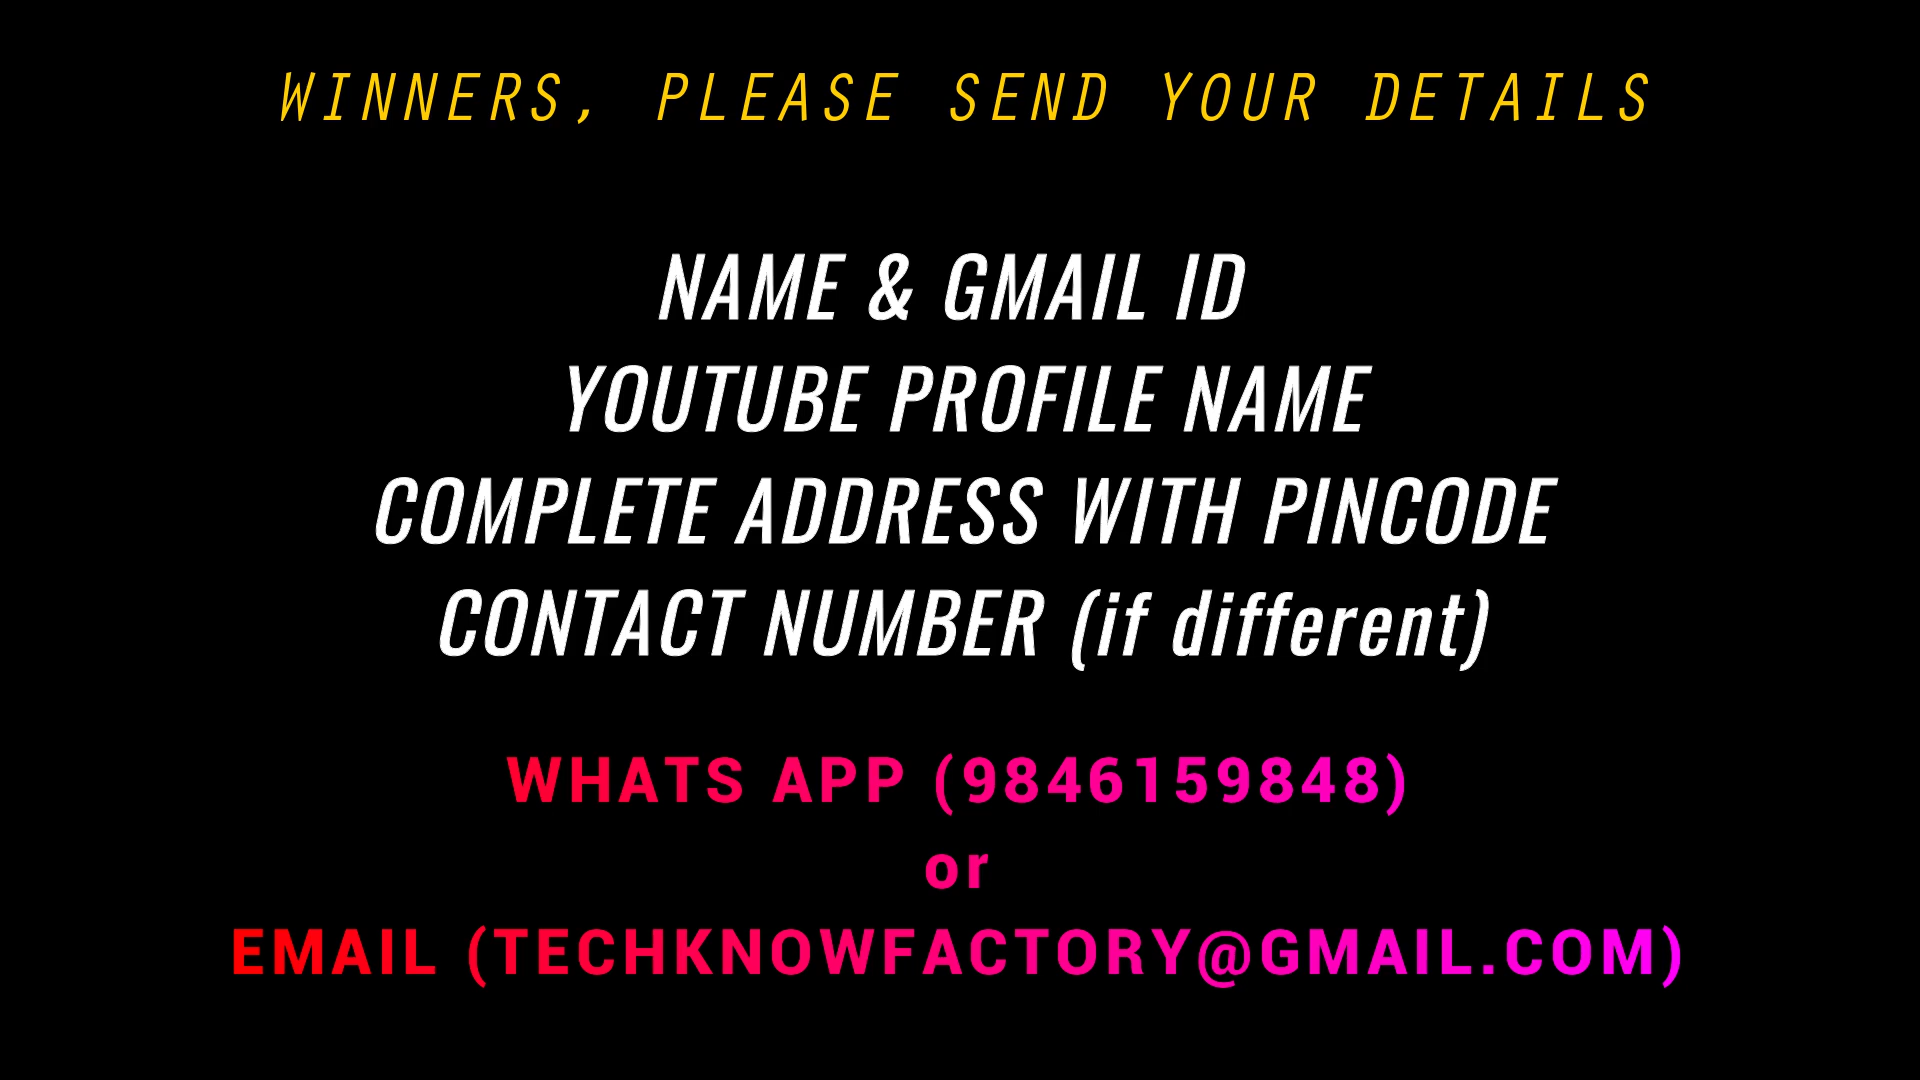 WINNERS, PLEASE SEND YOUR DETAILS
NAME & GMAIL ID
YOUTUBE PROFILE NAME
COMPLETE ADDRESS WITH PINCODE
CONTACT NUMBER (if different)
WHATS APP (9846159848)
or
EMAIL (TECHKNOWFACTORY@GMAIL.COM)